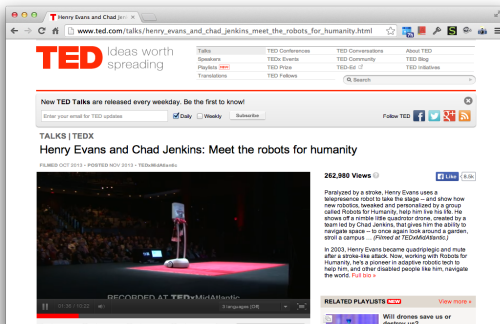 Henry Evans and Chad Jen
www.ted.com/talks/henry_evans_and_chad_jenkins_meet_the_robots_for_humanity.html
TED Ideas worth
spreading
Talks TED Conferences TED Conversations About TED
Speakers TEDx Events TED Community TED Blog
Playlists NEW TED Prize TED-Ed TED Initiatives
Translations TED Fellows
Search
New TED Talks are released every weekday. Be the first to know!
Enter your email for TED updates Daily Weekly Subscribe Follow TED
TALKS | TEDX
Henry Evans and Chad Jenkins: Meet the robots for humanity
FILMED OCT 2013 • POSTED NOV 2013 • TEDxMidAtlantic
262,980 Views Like 8.5k
Paralyzed by a stroke, Henry Evans uses a
telepresence robot to take the stage -- and show how
new robotics, tweaked and personalized by a group
called Robots for Humanity, help him live his life. He
shows off a nimble little quadrotor drone, created by a
team led by Chad Jenkins, that gives him the ability to
navigate space -- to once again look around a garden,
stroll a campus ... (Filmed at TEDxMidAtlantic.)
In 2003, Henry Evans became quadriplegic and mute
after a stroke-like attack. Now, working with Robots for
Humanity, he's a pioneer in adaptive robotic tech to
help him, and other disabled people like him, navigate
the world. Full bio »
RECORDED AT TEDxMidAtlantic
3 languages (Off)
RELATED PLAYLISTS NEW View more »
Will drones save us or
destroy us?